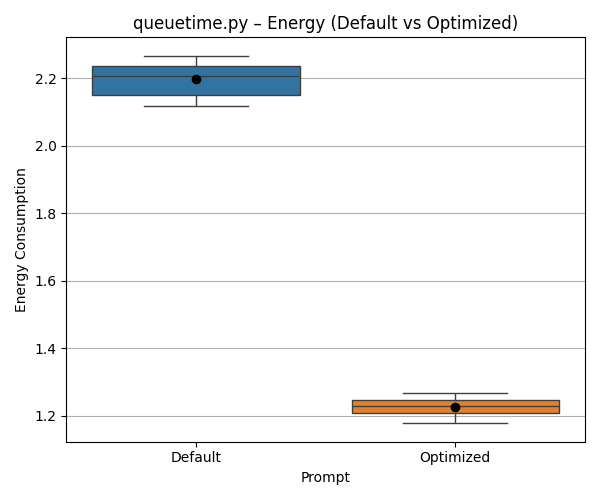 queuetime.py – Energy (Default vs Optimized)
Energy Consumption
2.2
2.0
1.8
1.6
1.4
1.2
Default
Optimized
Prompt